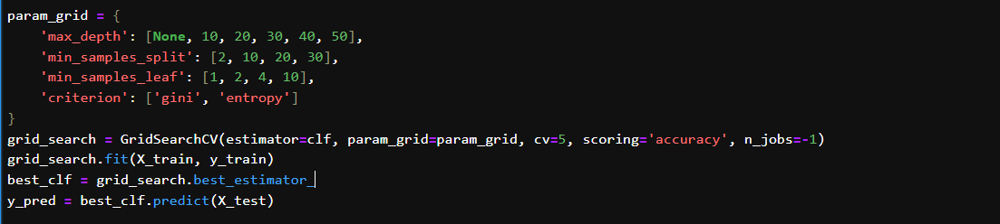 param_grid = {
    'max_depth': [None, 10, 20, 30, 40, 50],
    'min_samples_split': [2, 10, 20, 30],
    'min_samples_leaf': [1, 2, 4, 10],
    'criterion': ['gini', 'entropy']
}
grid_search = GridSearchCV(estimator=clf, param_grid=param_grid, cv=5, scoring='accuracy', n_jobs=-1)
grid_search.fit(X_train, y_train)
best_clf = grid_search.best_estimator_
y_pred = best_clf.predict(X_test)